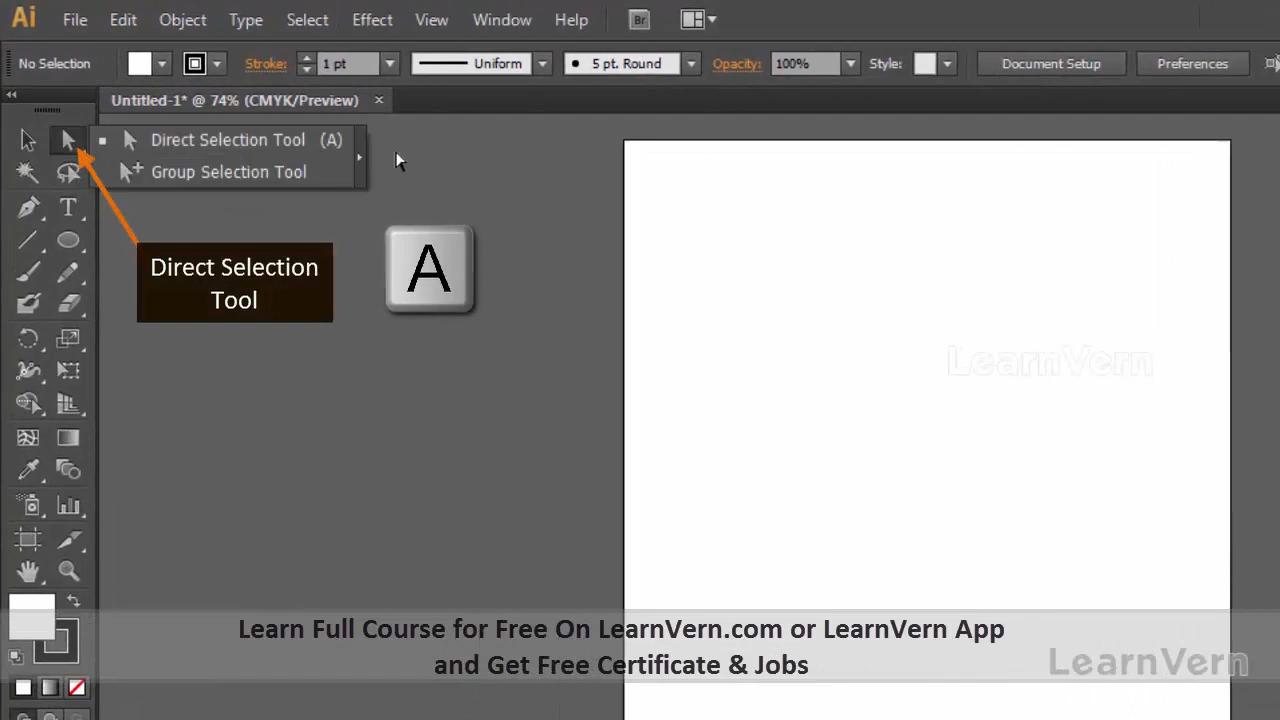 Ai File Edit Object Type Select Effect View Window Help Br
No Selection Stroke: 1 pt Uniform 5 pt. Round Opacity: 100% Style: Document Setup Preferences
Untitled-1* @ 74% (CMYK/Preview) ×
Direct Selection Tool (A)
Group Selection Tool
T
Direct Selection
Tool
A
LearnVern
Learn Full Course for Free On LearnVern.com or LearnVern App
and Get Free Certificate & Jobs
LearnVern